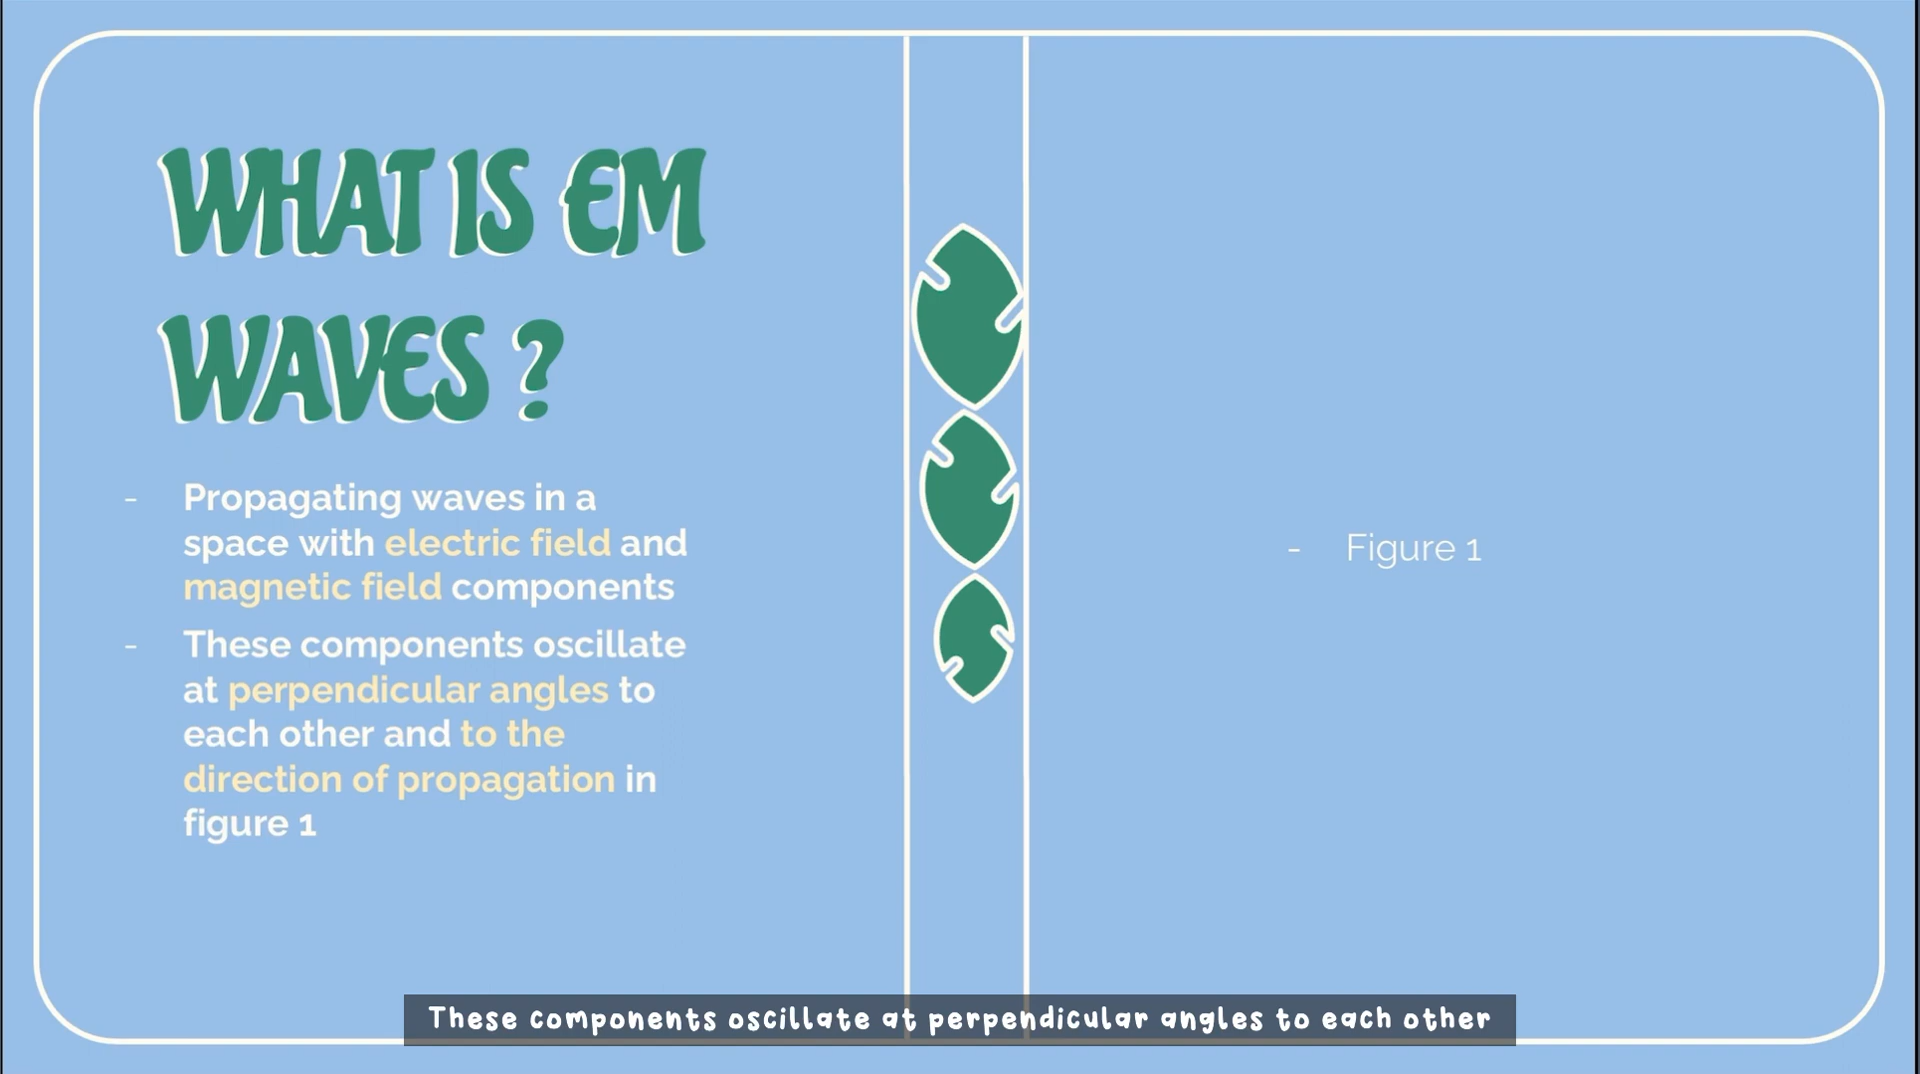 WHAT IS EM
WAVES ?
- Propagating waves in a
space with electric field and
magnetic field components
- These components oscillate
at perpendicular angles to
each other and to the
direction of propagation in
figure 1
- Figure 1
These components oscillate at perpendicular angles to each other